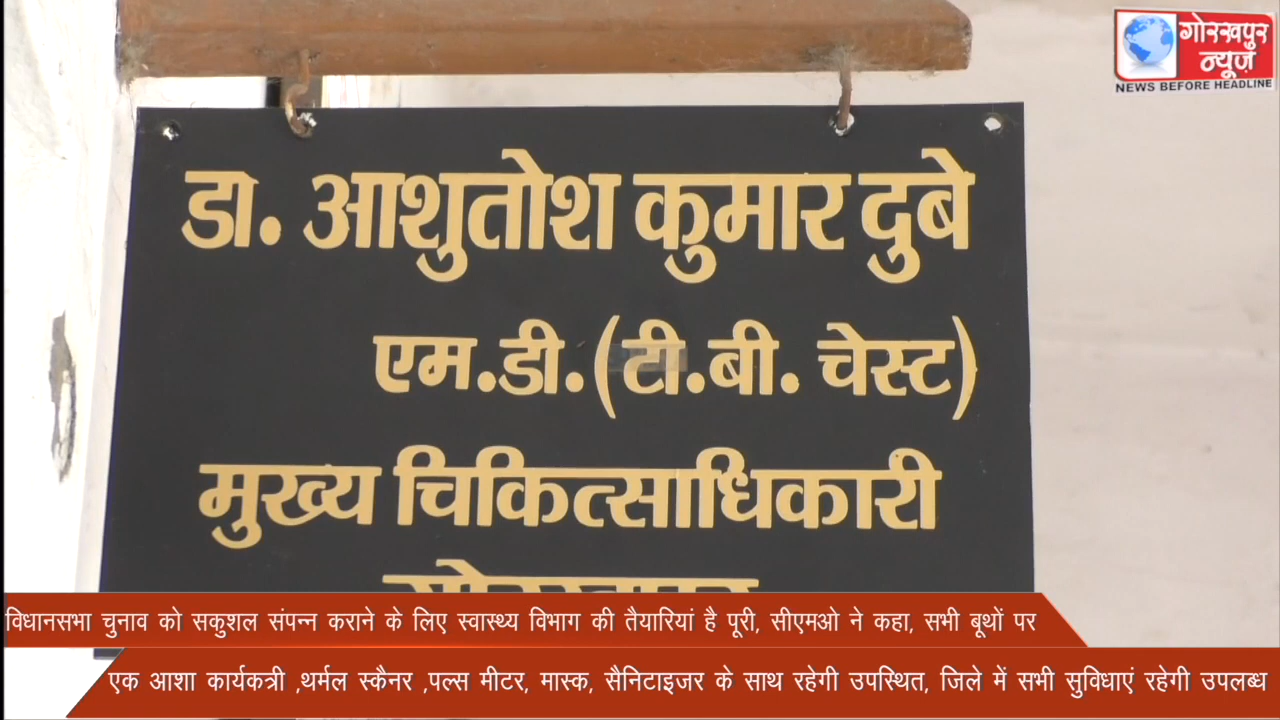 गोरखपुर
न्यूज़
NEWS BEFORE HEADLINE
डा. आशुतोष कुमार दुबे
एम.डी.(टी.बी. चेस्ट)
मुख्य चिकित्साधिकारी
गोरखपुर
विधानसभा चुनाव को सकुशल संपन्न कराने के लिए स्वास्थ्य विभाग की तैयारियां है पूरी, सीएमओ ने कहा, सभी बूथों पर
एक आशा कार्यकत्री ,थर्मल स्कैनर ,पल्स मीटर, मास्क, सैनिटाइजर के साथ रहेगी उपस्थित, जिले में सभी सुविधाएं रहेगी उपलब्ध